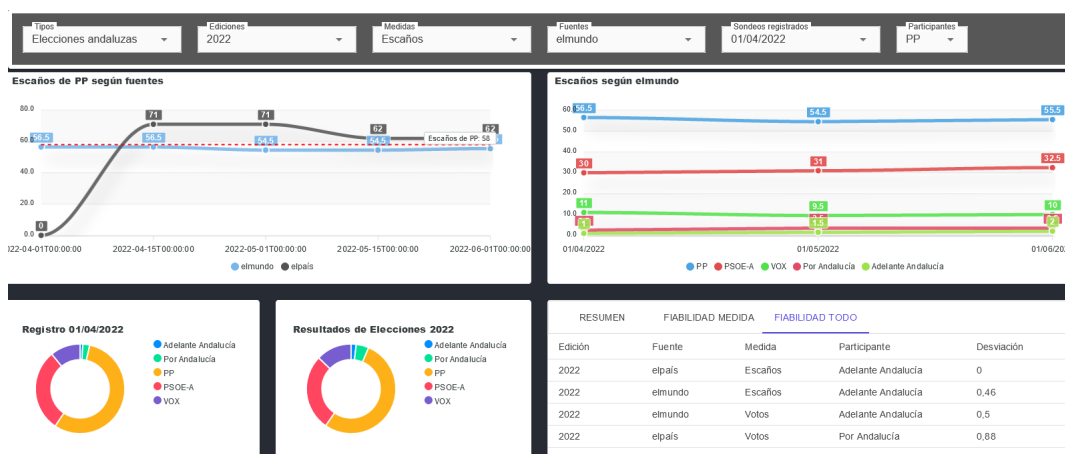 Tipos
Elecciones andaluzas
Ediciones
2022
Medidas
Escaños
Fuentes
elmundo
Sondeos registrados
01/04/2022
Participantes
PP
Escaños de PP según fuentes
80.0
60.0
40.0
20.0
0.0
56.5
56.5
54.5
54.5
0
71
71
62
62
Escaños de PP: 58
2022-04-15T00:00:00
2022-05-01T00:00:00
2022-05-15T00:00:00
2022-06-01T00:00:00
elmundo
elpaís
Escaños según elmundo
50.0
40.0
30.0
20.0
10.0
0.0
56.5
54.5
55.5
30
31
32.5
11
9.5
10
1
1.5
2
01/04/2022
01/05/2022
PP
PSOE-A
VOX
Por Andalucía
Adelante Andalucía
Registro 01/04/2022
Adelante Andalucía
Por Andalucía
PP
PSOE-A
VOX
Resultados de Elecciones 2022
Adelante Andalucía
Por Andalucía
PP
PSOE-A
VOX
RESUMEN FIABILIDAD MEDIDA FIABILIDAD TODO
Edición Fuente Medida Participante Desviación
2022 elpaís Escaños Adelante Andalucía 0
2022 elmundo Escaños Adelante Andalucía 0,46
2022 elmundo Votos Adelante Andalucía 0,5
2022 elpaís Votos Por Andalucía 0,88